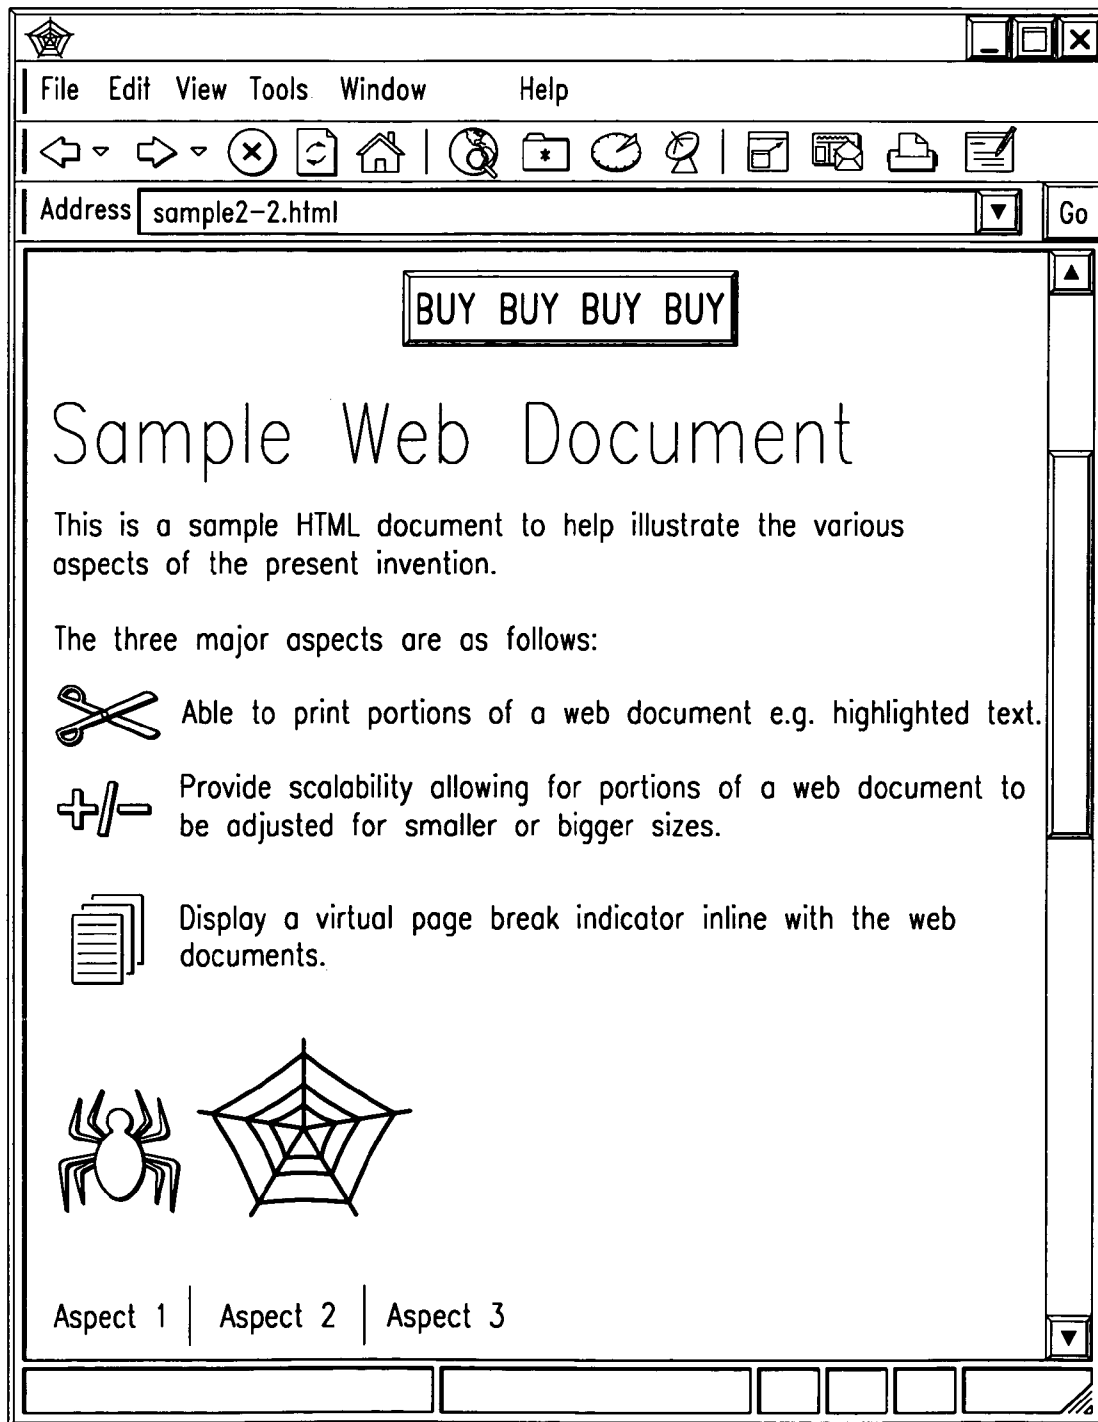 File Edit View Tools Window Help
Address sample2-2.html Go
BUY BUY BUY BUY
Sample Web Document
This is a sample HTML document to help illustrate the various
aspects of the present invention.
The three major aspects are as follows:
Able to print portions of a web document e.g. highlighted text.
+/-
Provide scalability allowing for portions of a web document to
be adjusted for smaller or bigger sizes.
Display a virtual page break indicator inline with the web
documents.
Aspect 1 | Aspect 2 | Aspect 3